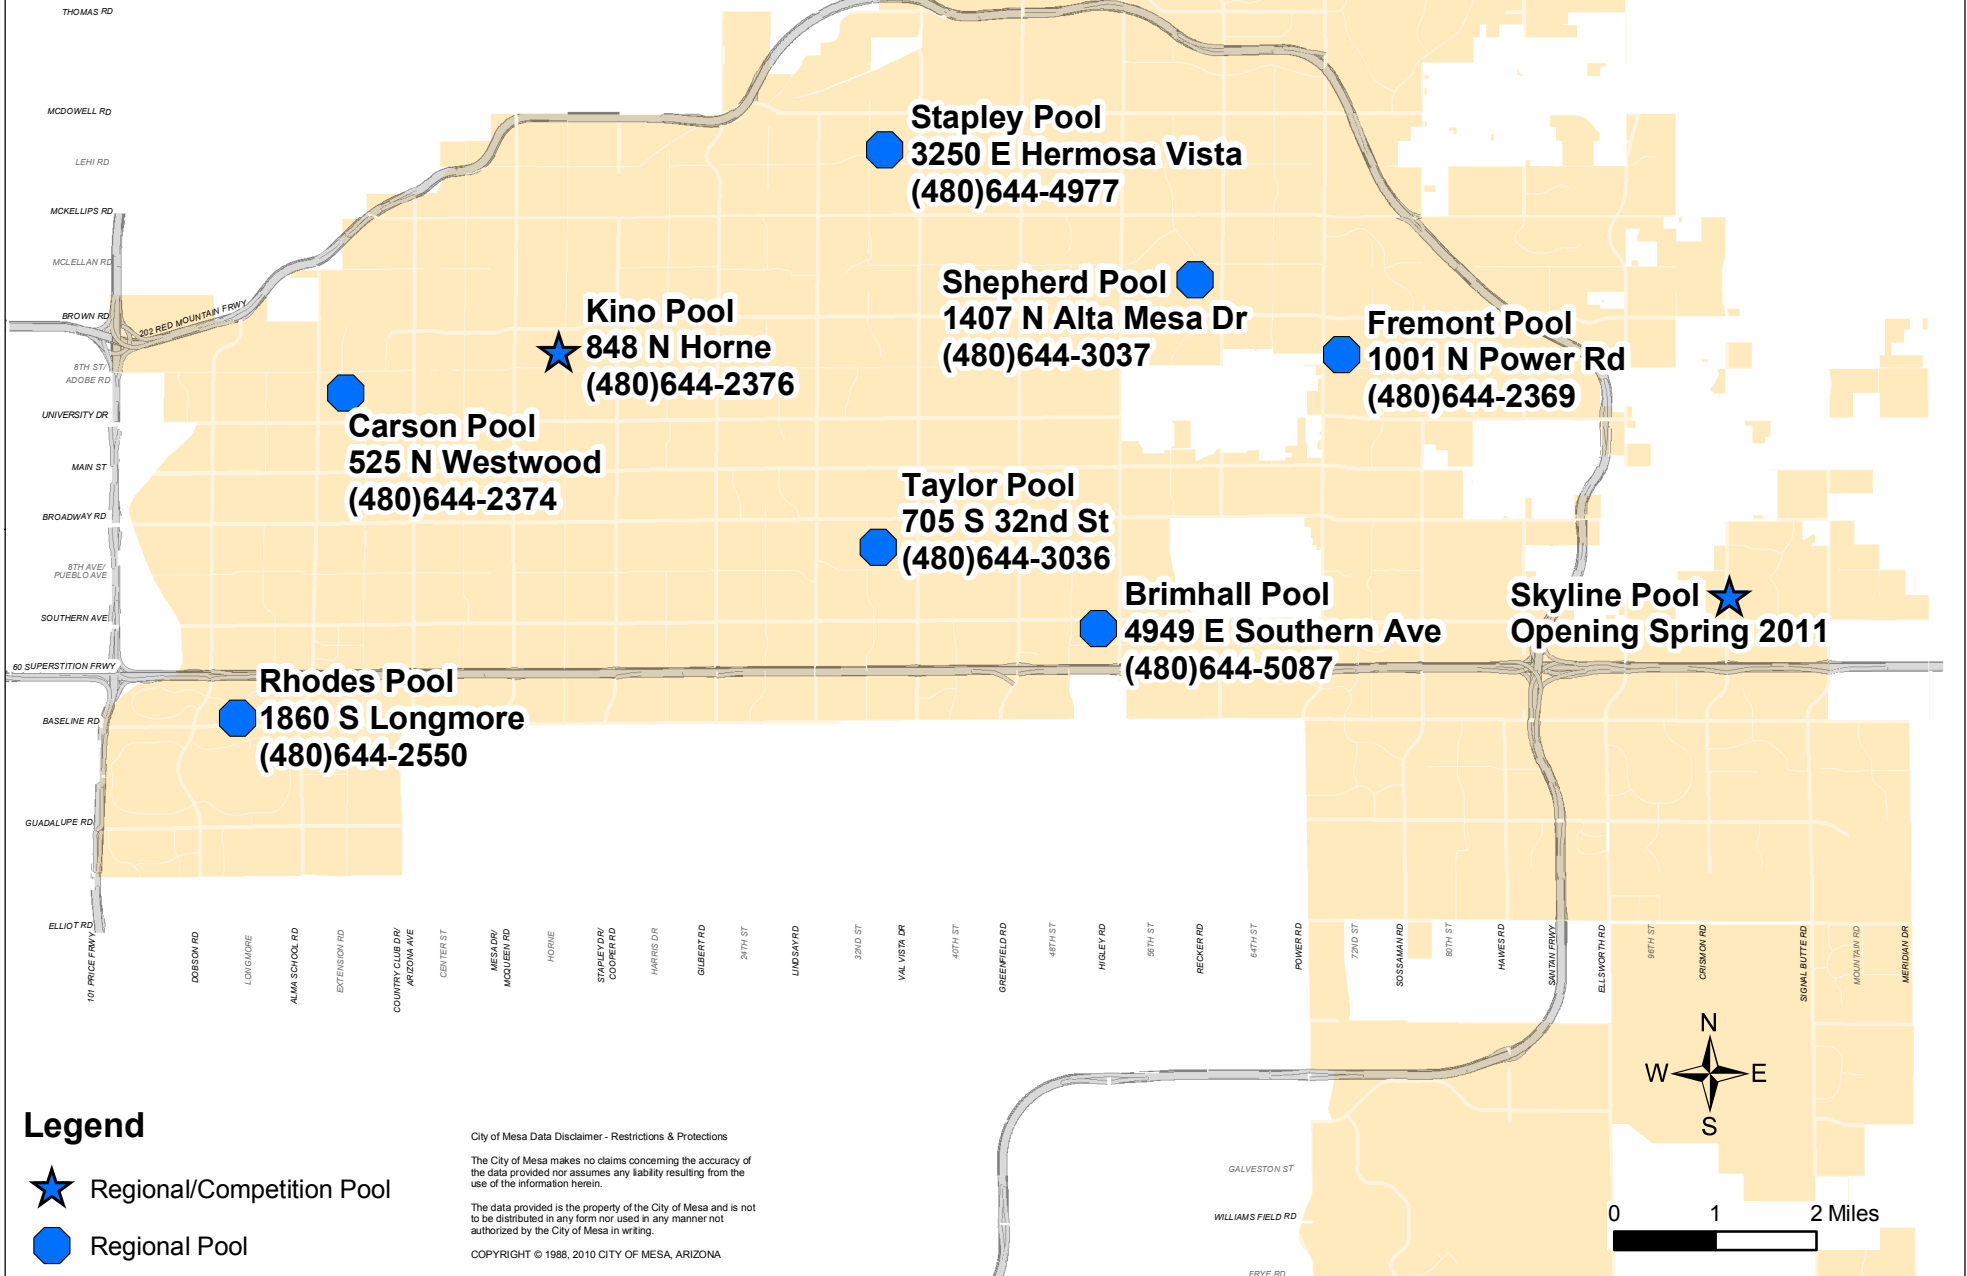 THOMAS RD
MCDOWELL RD
LEHI RD
MCKELLIPS RD
MCLELLAN RD
BROWN RD
202 RED MOUNTAIN FRWY
8TH ST/
ADOBE RD
UNIVERSITY DR
MAIN ST
BROADWAY RD
8TH AVE/
PUEBLO AVE
SOUTHERN AVE
60 SUPERSTITION FRWY
BASELINE RD
GUADALUPE RD
ELLIOT RD
Stapley Pool
3250 E Hermosa Vista
(480)644-4977
Shepherd Pool
1407 N Alta Mesa Dr
(480)644-3037
Kino Pool
848 N Horne
(480)644-2376
Fremont Pool
1001 N Power Rd
(480)644-2369
Carson Pool
525 N Westwood
(480)644-2374
Taylor Pool
705 S 32nd St
(480)644-3036
Brimhall Pool
4949 E Southern Ave
(480)644-5087
Skyline Pool
Opening Spring 2011
Rhodes Pool
1860 S Longmore
(480)644-2550
101 PRICE FRWY
DOBSON RD
LONGMORE
ALMA SCHOOL RD
EXTENSION RD
COUNTRY CLUB DR/
ARIZONA AVE
CENTER ST
MESA DR/
MCQUEEN RD
HORNE
STAPLEY DR/
COOPER RD
HARRIS DR
GILBERT RD
24TH ST
LINDSAY RD
32ND ST
VAL VISTA DR
40TH ST
GREENFIELD RD
48TH ST
HIGLEY RD
56TH ST
RECKER RD
64TH ST
POWER RD
72ND ST
SOSSAMAN RD
80TH ST
HAWES RD
SANTAN FRWY
ELLSWORTH RD
96TH ST
CRISMON RD
SIGNAL BUTTE RD
MOUNTAIN RD
MERIDIAN DR
N
W E
S
GALVESTON ST
WILLIAMS FIELD RD
FRYE RD
0 1 2 Miles
Legend
Regional/Competition Pool
Regional Pool
City of Mesa Data Disclaimer - Restrictions & Protections
The City of Mesa makes no claims concerning the accuracy of
the data provided nor assumes any liability resulting from the
use of the information herein.
The data provided is the property of the City of Mesa and is not
to be distributed in any form nor used in any manner not
authorized by the City of Mesa in writing.
COPYRIGHT © 1988, 2010 CITY OF MESA, ARIZONA